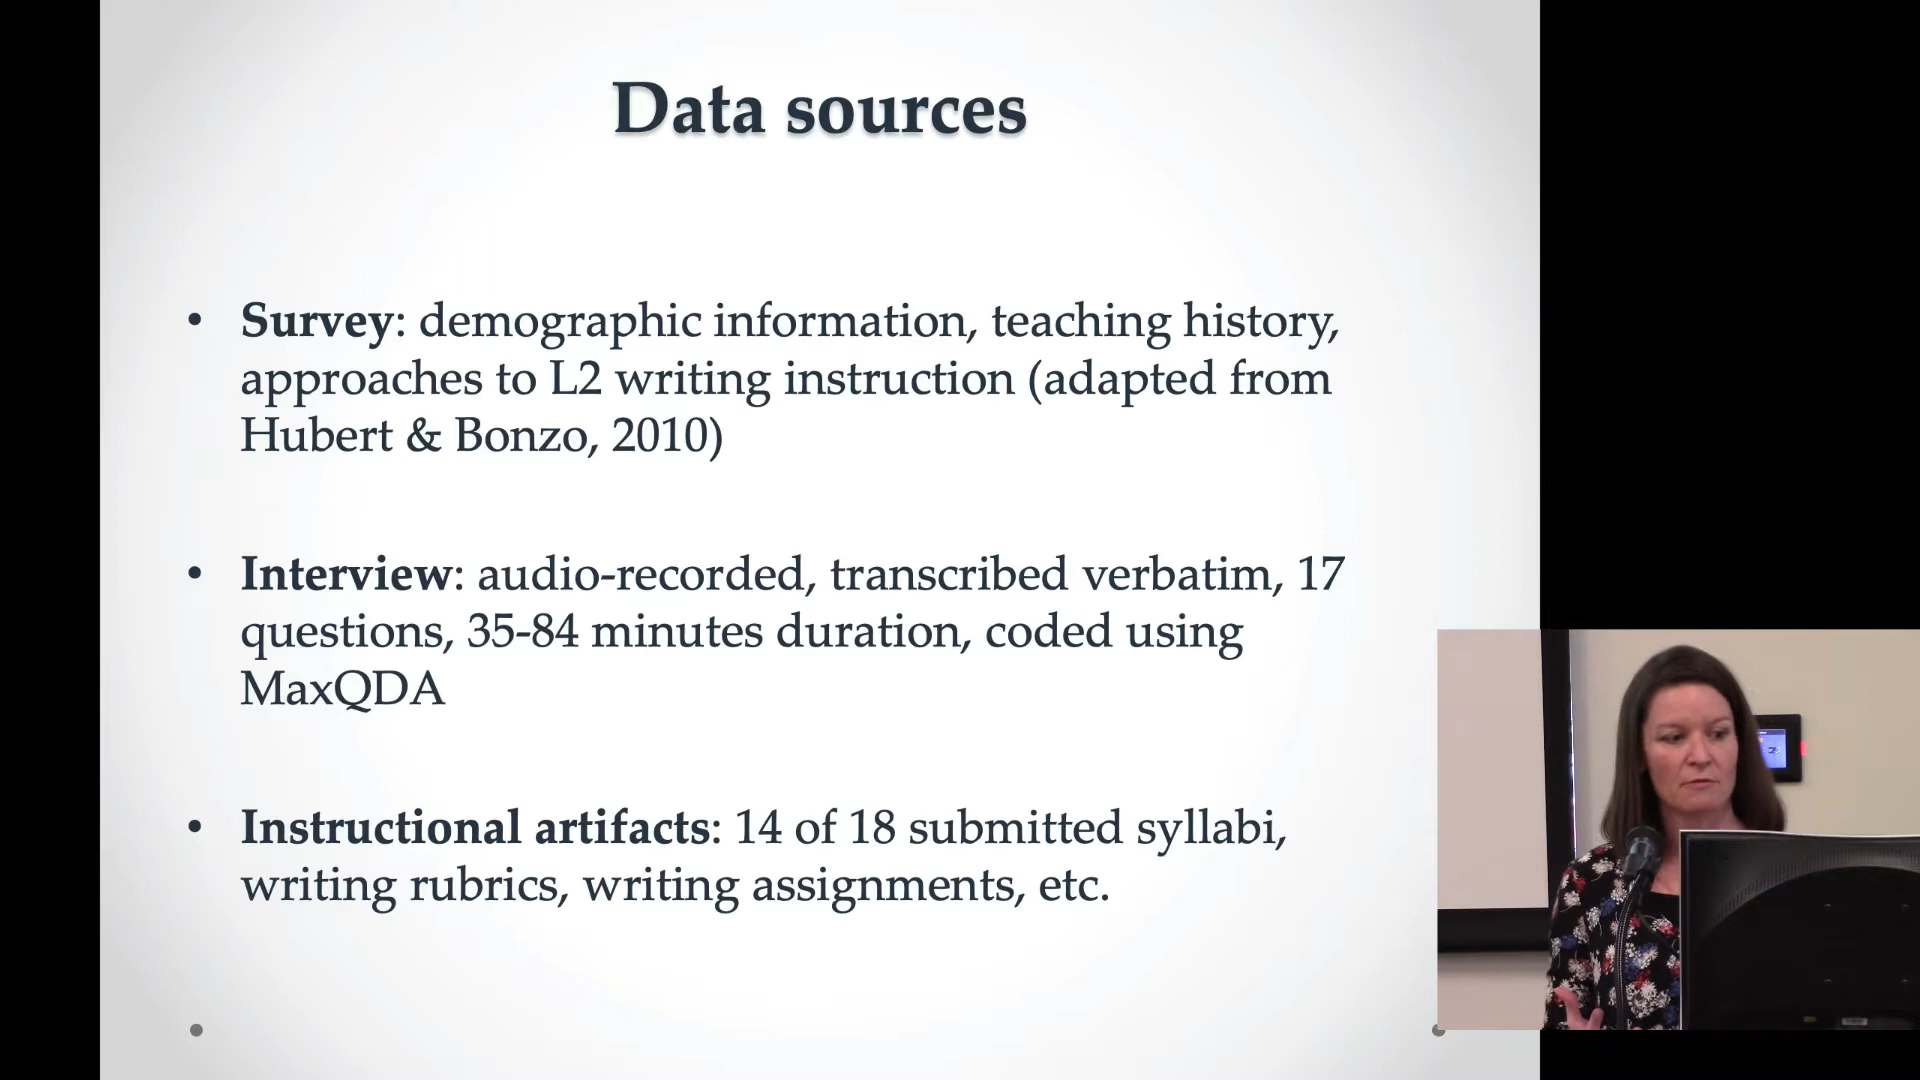 Data sources
• Survey: demographic information, teaching history,
approaches to L2 writing instruction (adapted from
Hubert & Bonzo, 2010)
• Interview: audio-recorded, transcribed verbatim, 17
questions, 35-84 minutes duration, coded using
MaxQDA
• Instructional artifacts: 14 of 18 submitted syllabi,
writing rubrics, writing assignments, etc.